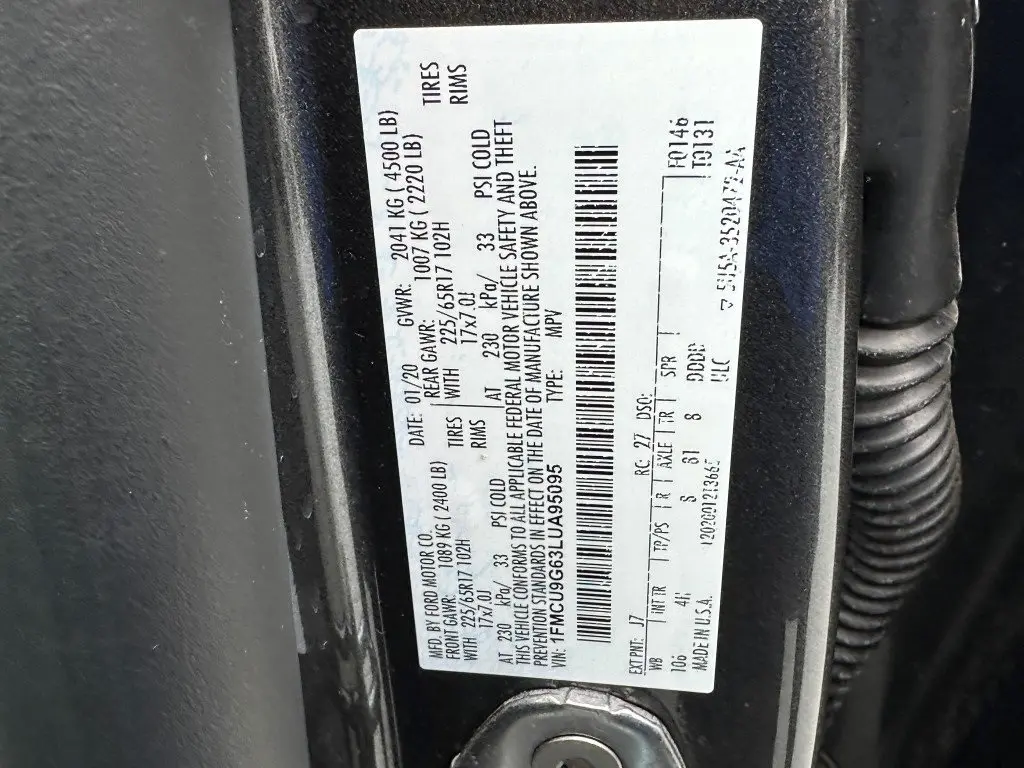 MFD. BY FORD MOTOR CO. DATE: 01/20 GVWR: 2041 KG ( 4500 LB)
FRONT GAWR: 1089 KG ( 2400 LB) REAR GAWR: 1007 KG ( 2220 LB)
WITH 225/65R17 102H TIRES WITH 225/65R17 102H TIRES
17x7.0J RIMS 17x7.0J RIMS
AT 230 kPa/ 33 PSI COLD AT 230 kPa/ 33 PSI COLD
THIS VEHICLE CONFORMS TO ALL APPLICABLE FEDERAL MOTOR VEHICLE SAFETY AND THEFT
PREVENTION STANDARDS IN EFFECT ON THE DATE OF MANUFACTURE SHOWN ABOVE.
VIN: 1FMCU9G63LUA95095 TYPE: MPV
EXT PNT: J7 RC: 27 DSO: F0146
WB INT TR TP/PS R AXLE TR SPR T0131
106 S 81 8 DDDD
MADE IN U.S.A. ULC